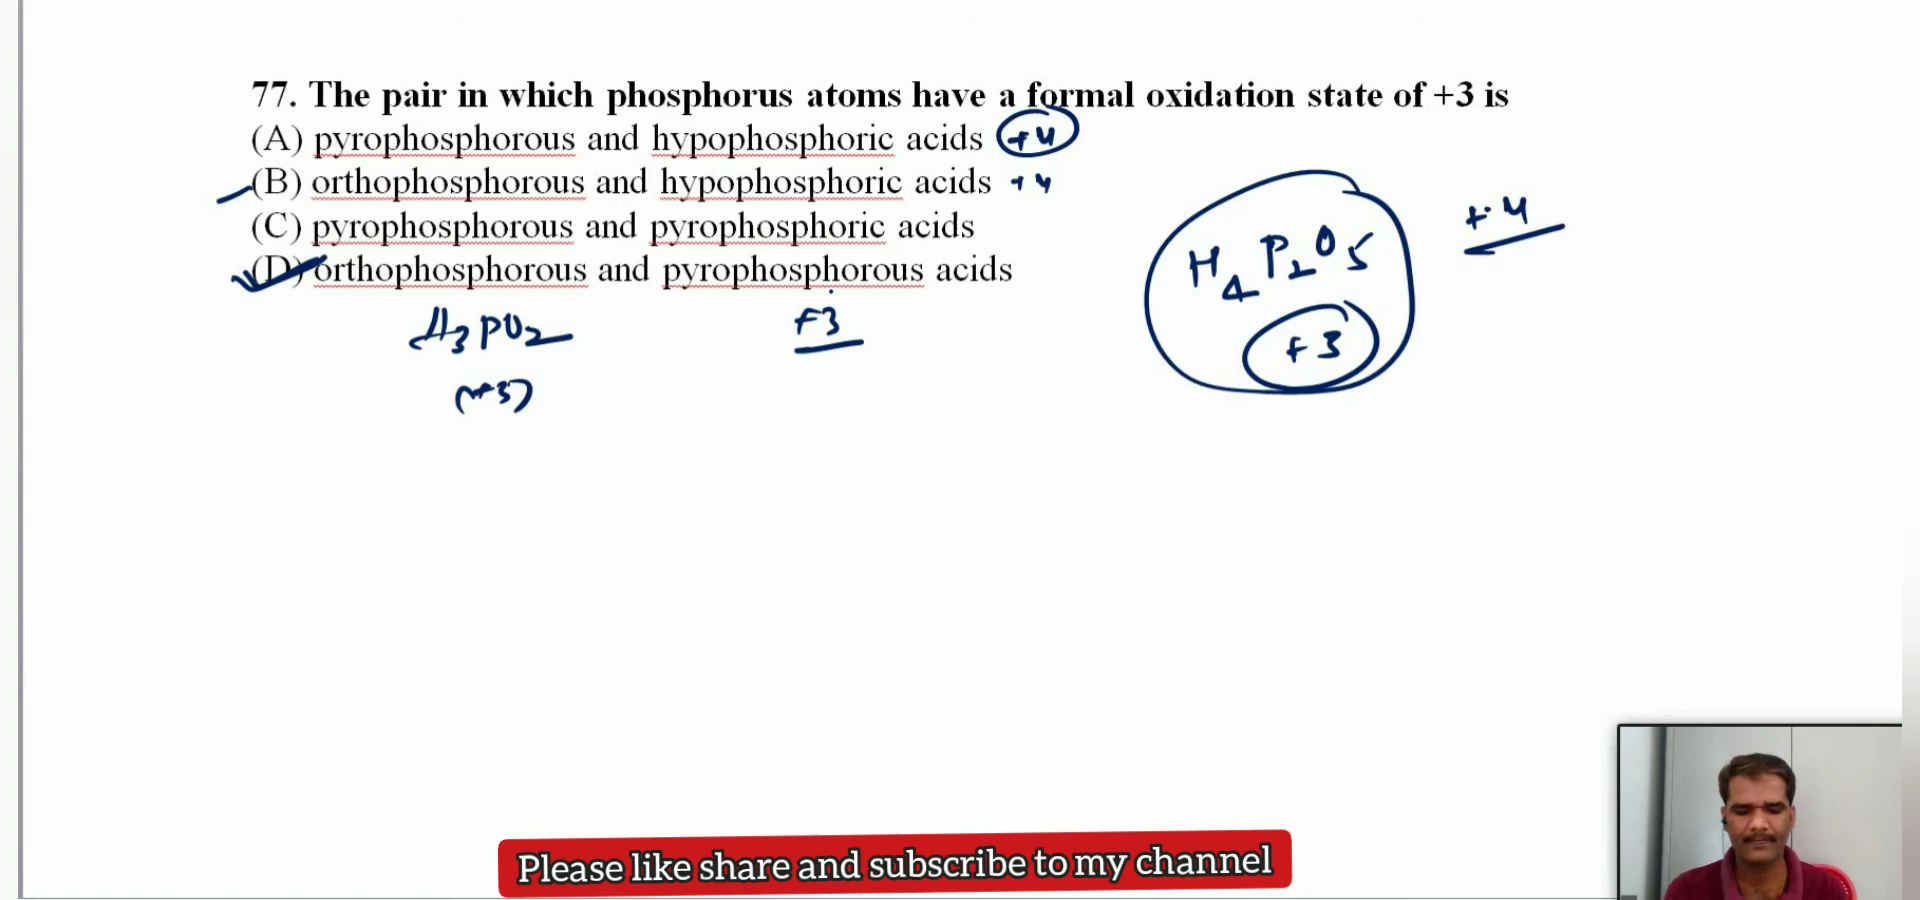 77. The pair in which phosphorus atoms have a formal oxidation state of +3 is
(A) pyrophosphorous and hypophosphoric acids +4
(B) orthophosphorous and hypophosphoric acids +4
(C) pyrophosphorous and pyrophosphoric acids
(D) orthophosphorous and pyrophosphorous acids
H3PO2 +3
(+3)
H4P2O5 +4
+3
Please like share and subscribe to my channel